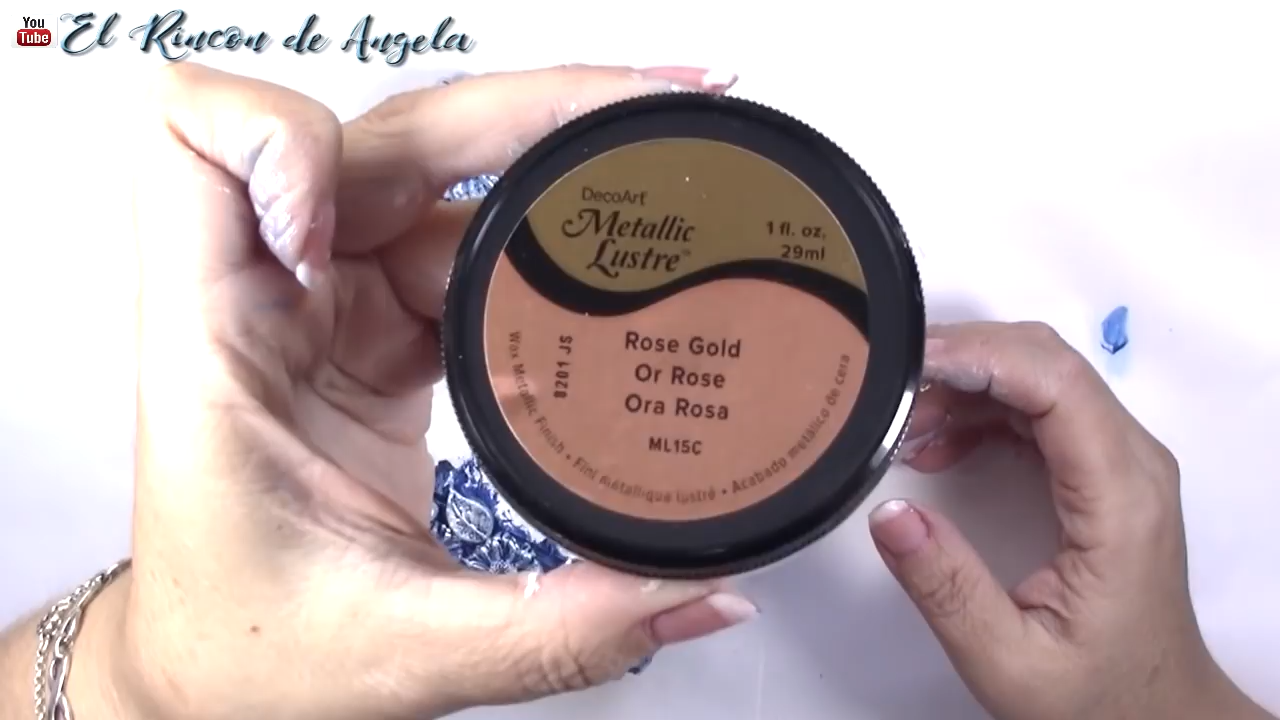 You
Tube
El Rincon de Angela
DecoArt
Metallic
Lustre™
1 fl. oz.
29ml
8201 JS
Rose Gold
Or Rose
Ora Rosa
ML15C
Wax Metallic Finish • Fini métallique lustré • Acabado metálico de cera